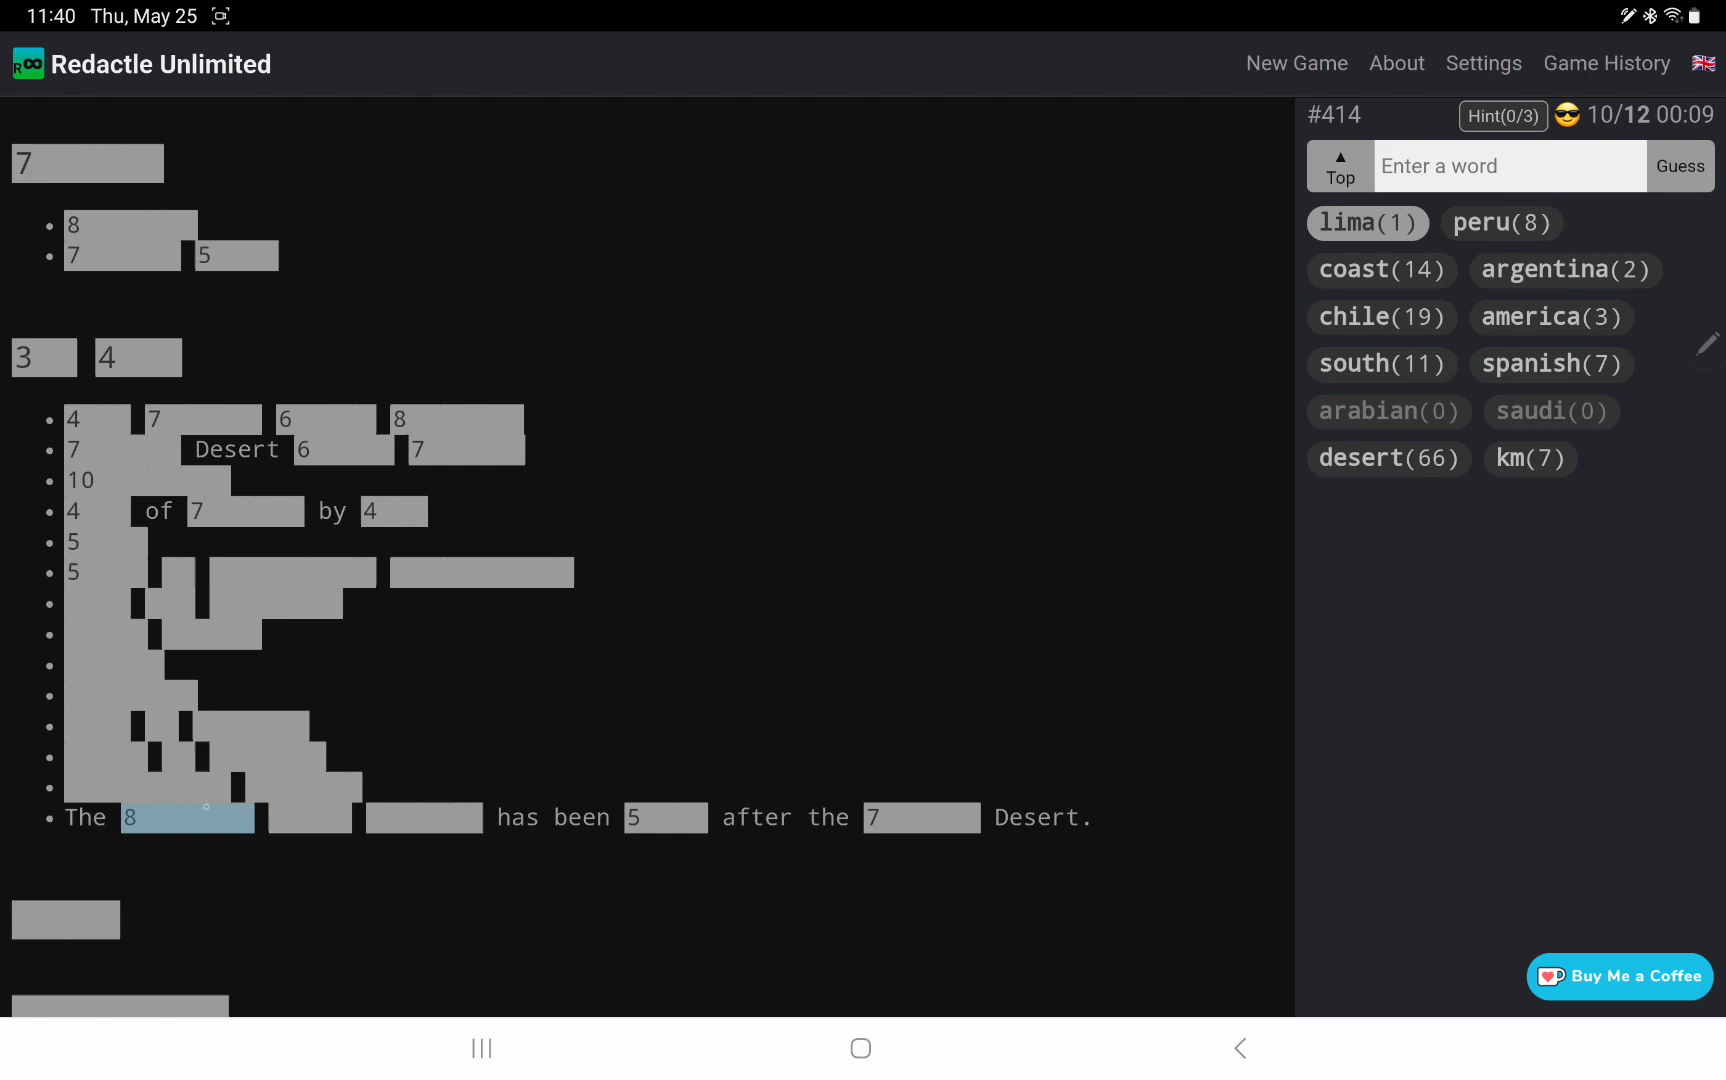 11:40 Thu, May 25
R∞ Redactle Unlimited
New Game About Settings Game History
#414 Hint(0/3) 😎 10/12 00:09
▲ Top Enter a word Guess
lima(1) peru(8)
coast(14) argentina(2)
chile(19) america(3)
south(11) spanish(7)
arabian(0) saudi(0)
desert(66) km(7)
7
8
7 5
3 4
4 7 6 8
7 Desert 6 7
10
4 of 7 by 4
5
5
The 8 has been 5 after the 7 Desert.
Buy Me a Coffee